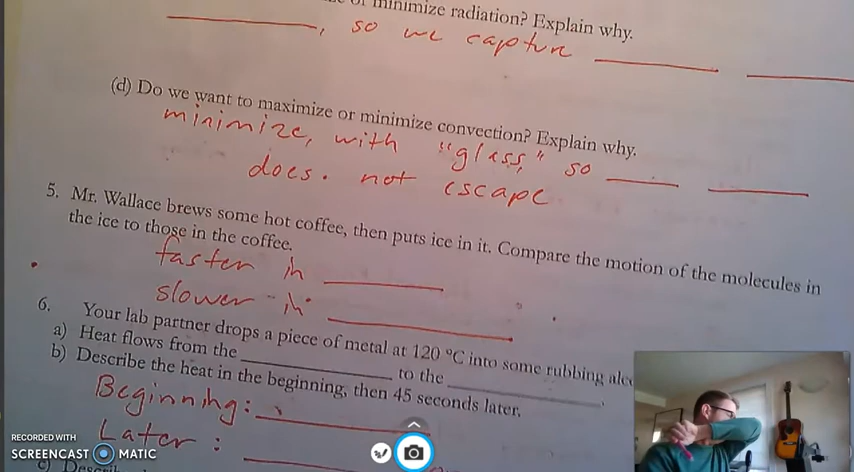 minimize radiation? Explain why.
, so we capture
(d) Do we want to maximize or minimize convection? Explain why.
minimize, with "glass," so
does. not escape
5. Mr. Wallace brews some hot coffee, then puts ice in it. Compare the motion of the molecules in
the ice to those in the coffee.
faster in
slower in
6. Your lab partner drops a piece of metal at 120 °C into some rubbing
a) Heat flows from the ____ to the ____.
b) Describe the heat in the beginning, then 45 seconds later.
Beginning:
Later:
RECORDED WITH
SCREENCAST MATIC
c)